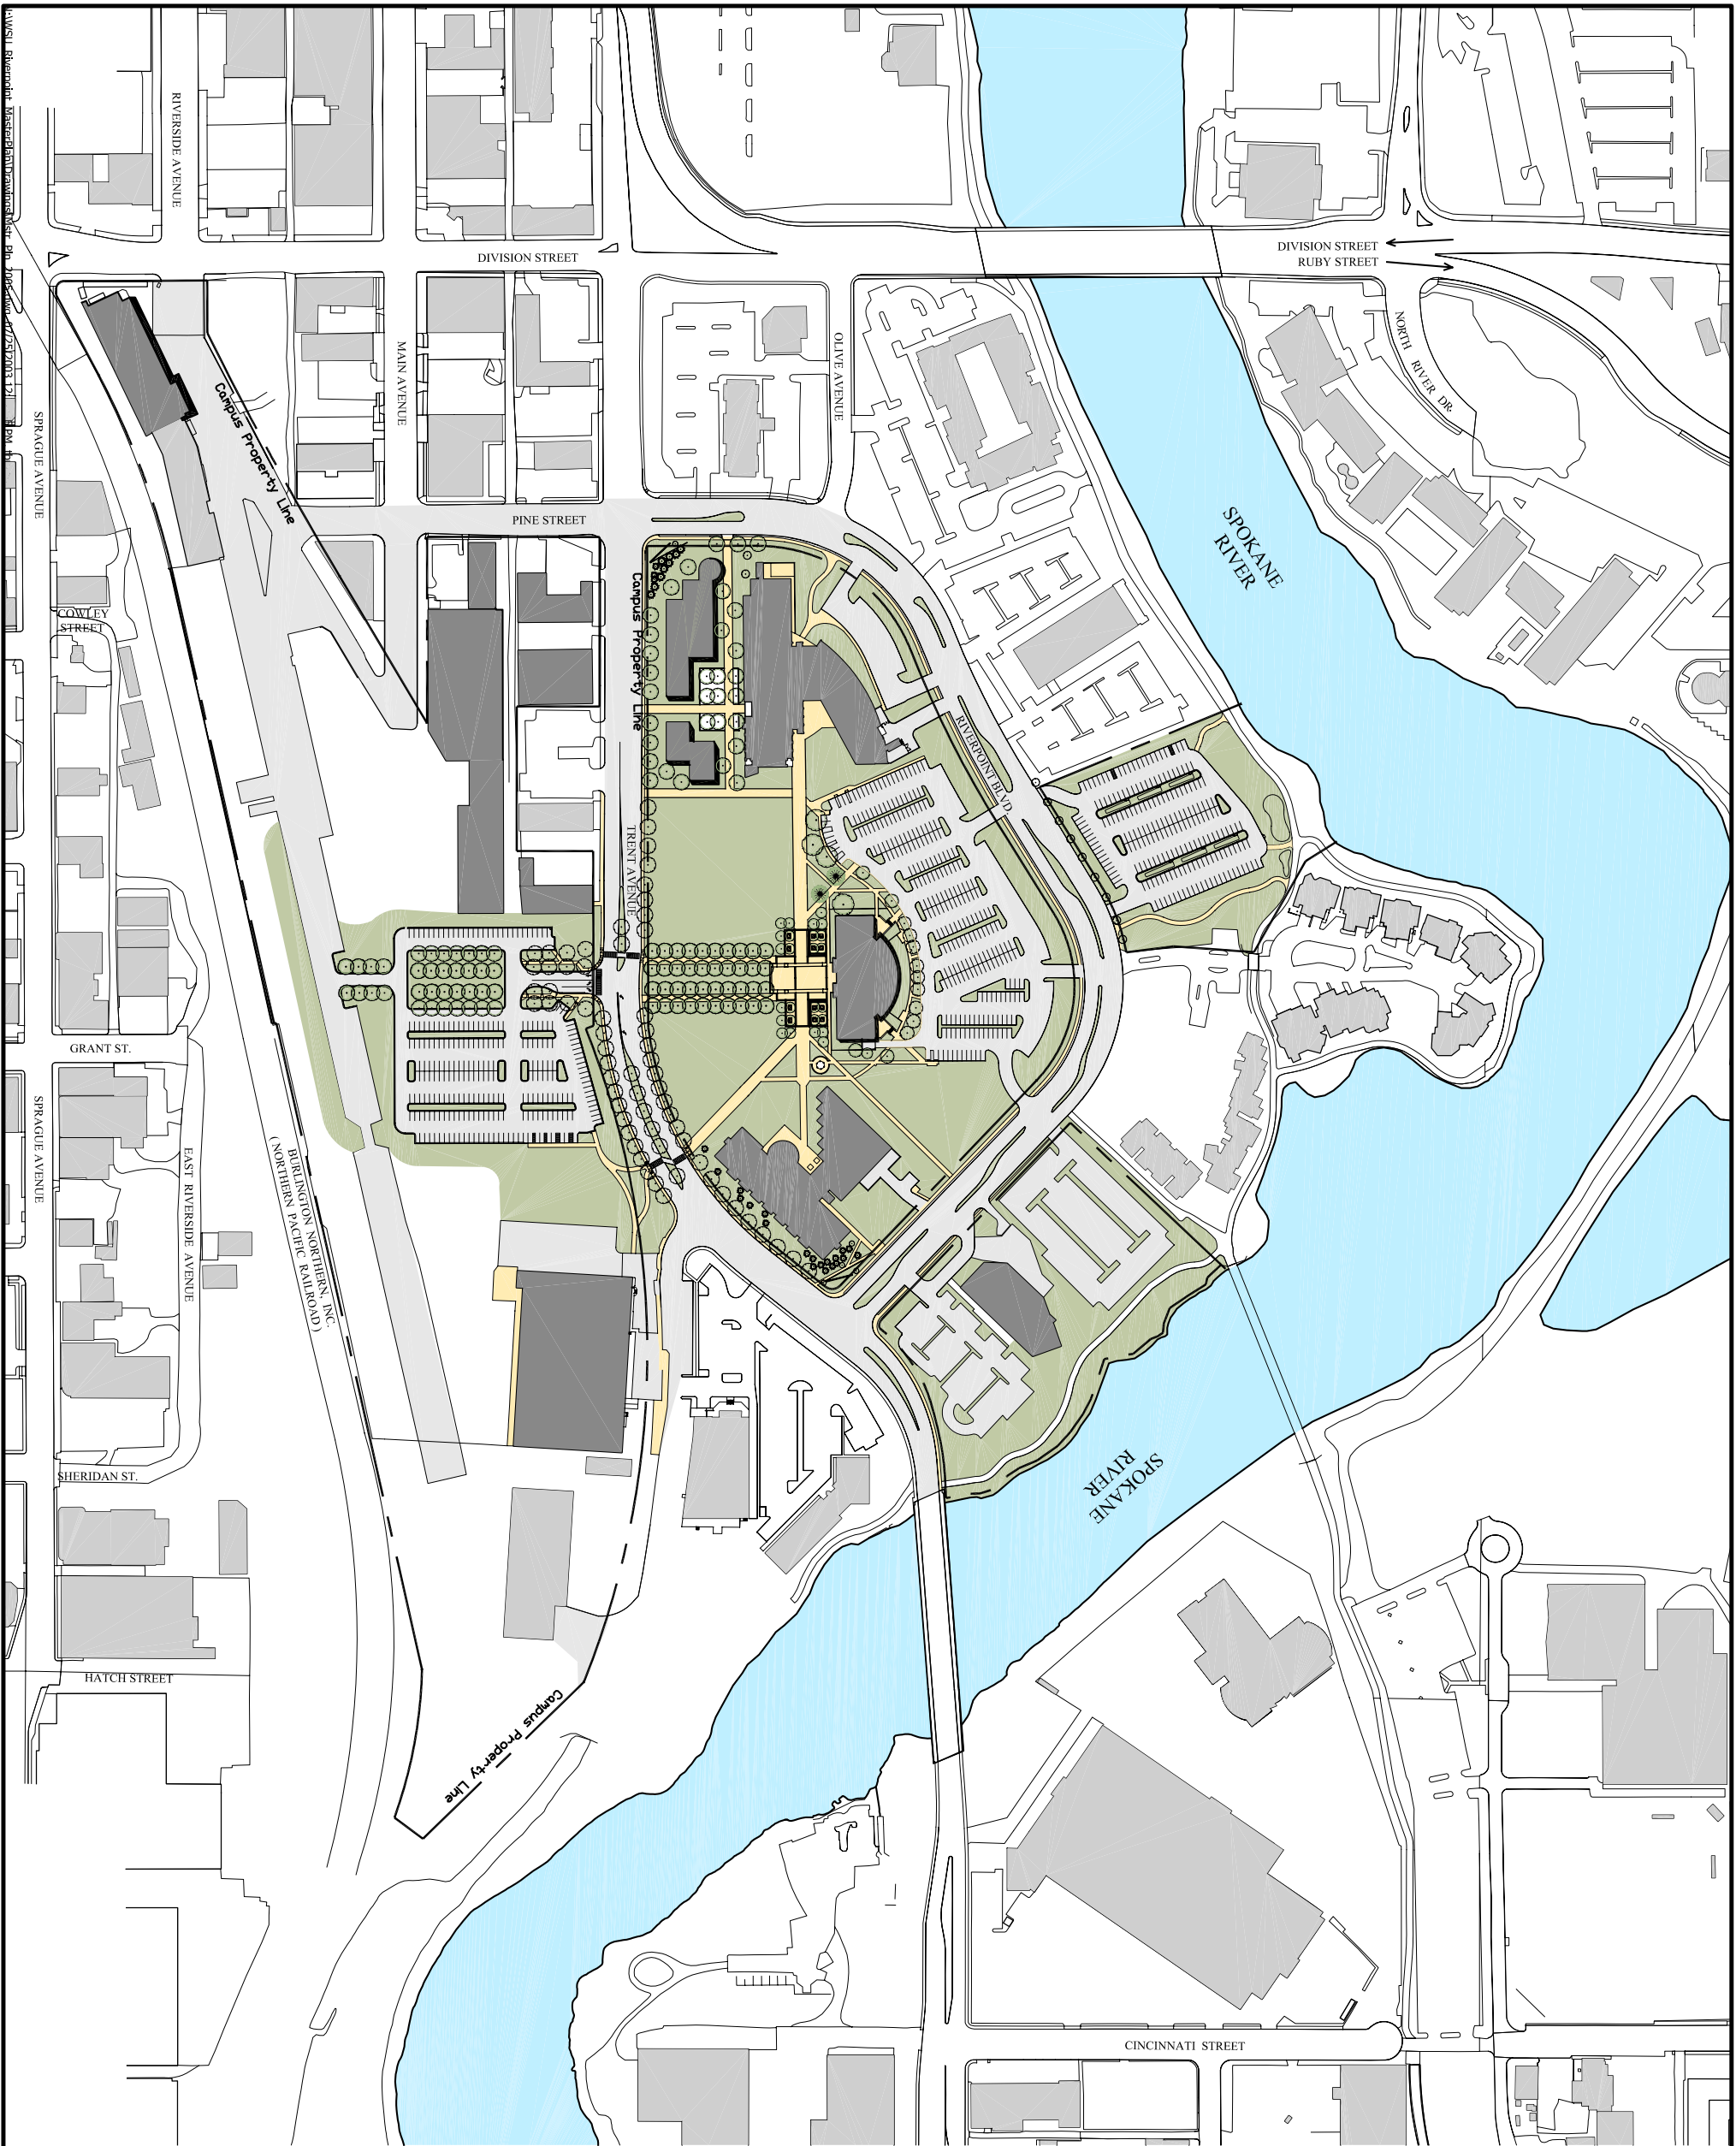 RIVERSIDE AVENUE
DIVISION STREET
DIVISION STREET
RUBY STREET
NORTH RIVER DR.
MAIN AVENUE
OLIVE AVENUE
SPRAGUE AVENUE
Campus Property Line
PINE STREET
SPOKANE
RIVER
COWLEY
STREET
Campus Property Line
RIVERPOINT BLVD
TRENT AVENUE
GRANT ST.
SPRAGUE AVENUE
EAST RIVERSIDE AVENUE
BURLINGTON NORTHERN, INC.
( NORTHERN PACIFIC RAILROAD )
SHERIDAN ST.
SPOKANE
RIVER
HATCH STREET
Campus Property Line
CINCINNATI STREET